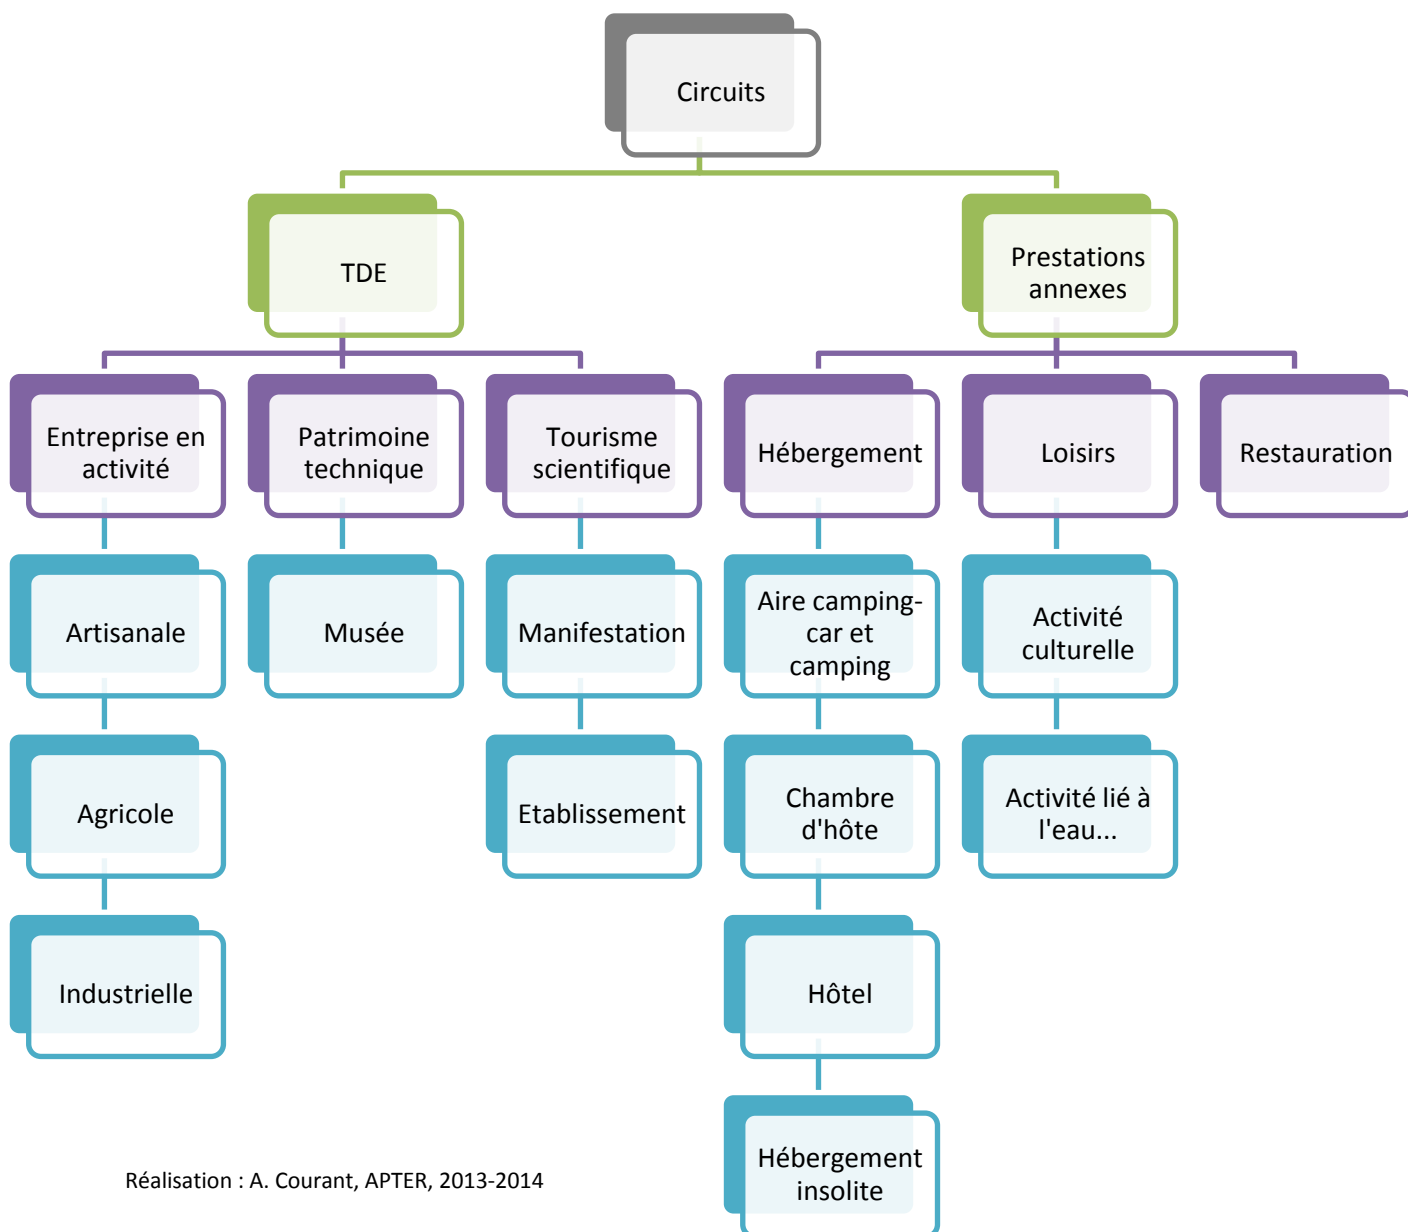 Circuits
TDE
Prestations
annexes
Entreprise en
activité
Patrimoine
technique
Tourisme
scientifique
Hébergement
Loisirs
Restauration
Artisanale
Musée
Manifestation
Aire camping-
car et
camping
Activité
culturelle
Agricole
Etablissement
Chambre
d'hôte
Activité lié à
l'eau...
Industrielle
Hôtel
Hébergement
insolite
Réalisation : A. Courant, APTER, 2013-2014